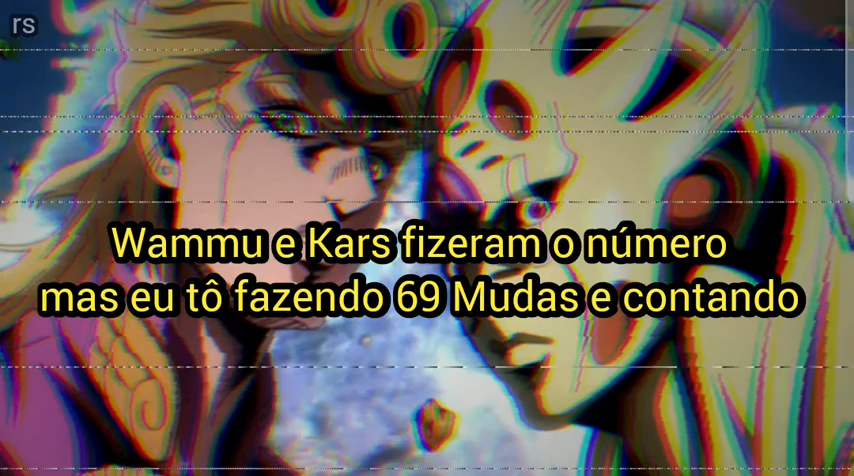 rs
Wammu e Kars fizeram o número
mas eu tô fazendo 69 Mudas e contando